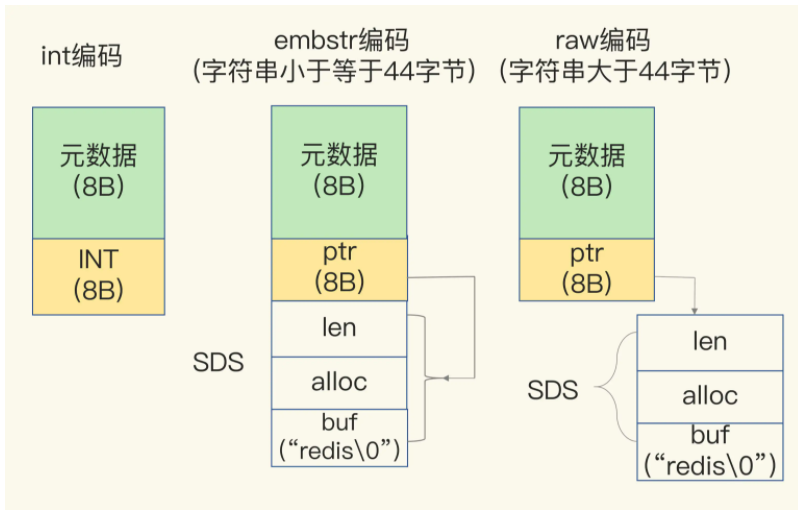 int编码
embstr编码
（字符串小于等于44字节）
raw编码
（字符串大于44字节）
元数据
（8B）
INT
（8B）
元数据
（8B）
ptr
（8B）
len
alloc
buf
（“redis\0”）
SDS
元数据
（8B）
ptr
（8B）
SDS
len
alloc
buf
（“redis\0”）